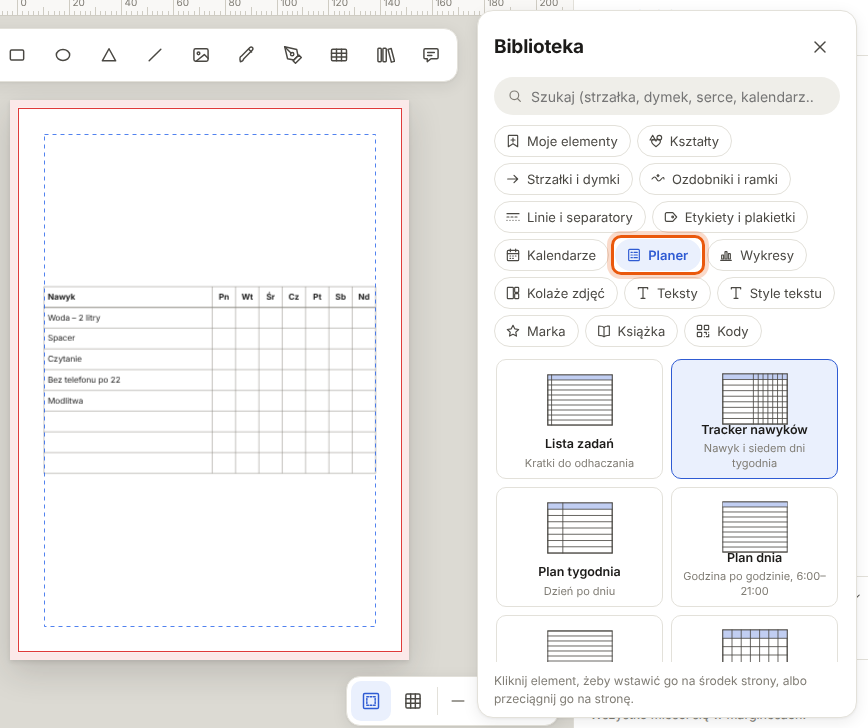 0 20 40 60 80 100 120 140 160 180 200
Biblioteka
Szukaj (strzałka, dymek, serce, kalendarz..
Moje elementy Kształty
Strzałki i dymki Ozdobniki i ramki
Linie i separatory Etykiety i plakietki
Kalendarze Planer Wykresy
Kolaże zdjęć Teksty Style tekstu
Marka Książka Kody
Nawyk Pn Wt Śr Cz Pt Sb Nd
Woda – 2 litry
Spacer
Czytanie
Bez telefonu po 22
Modlitwa
Lista zadań
Kratki do odhaczania
Tracker nawyków
Nawyk i siedem dni
tygodnia
Plan tygodnia
Dzień po dniu
Plan dnia
Godzina po godzinie, 6:00–
21:00
Kliknij element, żeby wstawić go na środek strony, albo
przeciągnij go na stronę.